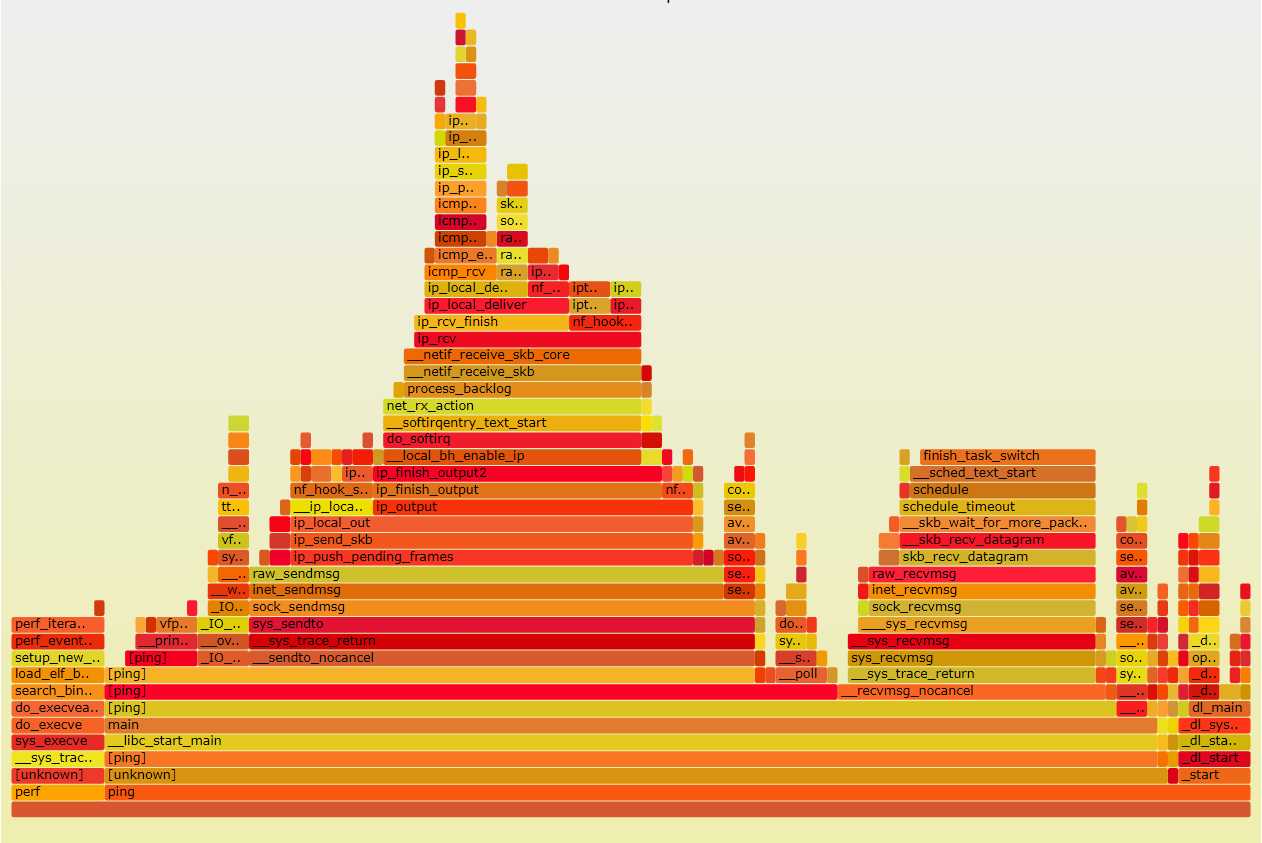 ip..
ip_..
ip_l..
ip_s..
ip_p..
icmp.. sk..
icmp.. so..
icmp.. ra..
icmp_e.. ra..
icmp_rcv ra.. ip..
ip_local_de.. nf_.. ipt.. ip..
ip_local_deliver ipt.. ip..
ip_rcv_finish nf_hook..
ip_rcv
__netif_receive_skb_core
__netif_receive_skb
process_backlog
net_rx_action
__softirqentry_text_start
do_softirq
__local_bh_enable_ip finish_task_switch
ip.. ip_finish_output2 __sched_text_start
n_.. nf_hook_s.. ip_finish_output nf.. co.. schedule
tt.. __ip_loca.. ip_output se.. schedule_timeout
__.. ip_local_out av.. __skb_wait_for_more_pack..
vf.. ip_send_skb av.. __skb_recv_datagram co..
sy.. ip_push_pending_frames so.. skb_recv_datagram se..
__.. raw_sendmsg se.. raw_recvmsg av..
__w.. inet_sendmsg se.. inet_recvmsg av..
_IO.. sock_sendmsg sock_recvmsg se..
perf_itera.. vfp.. _IO_.. sys_sendto do.. ___sys_recvmsg se..
perf_event.. __prin.. __ov.. __sys_trace_return sy.. __sys_recvmsg __.. _d..
setup_new_.. [ping] _IO_.. __sendto_nocancel __s.. sys_recvmsg so.. op..
load_elf_b.. [ping] __poll __sys_trace_return sy.. _d..
search_bin.. [ping] __recvmsg_nocancel __.. _d..
do_execvea.. [ping] __.. dl_main
do_execve main _dl_sys..
sys_execve __libc_start_main _dl_sta..
__sys_trac.. [ping] _dl_start
[unknown] [unknown] _start
perf ping